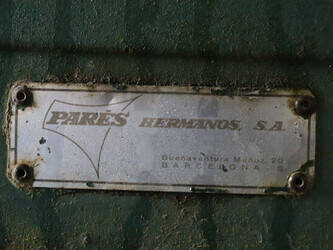 PARÉS HERMANOS, S.A.
Buenaventura Muñoz, 20
BARCELONA